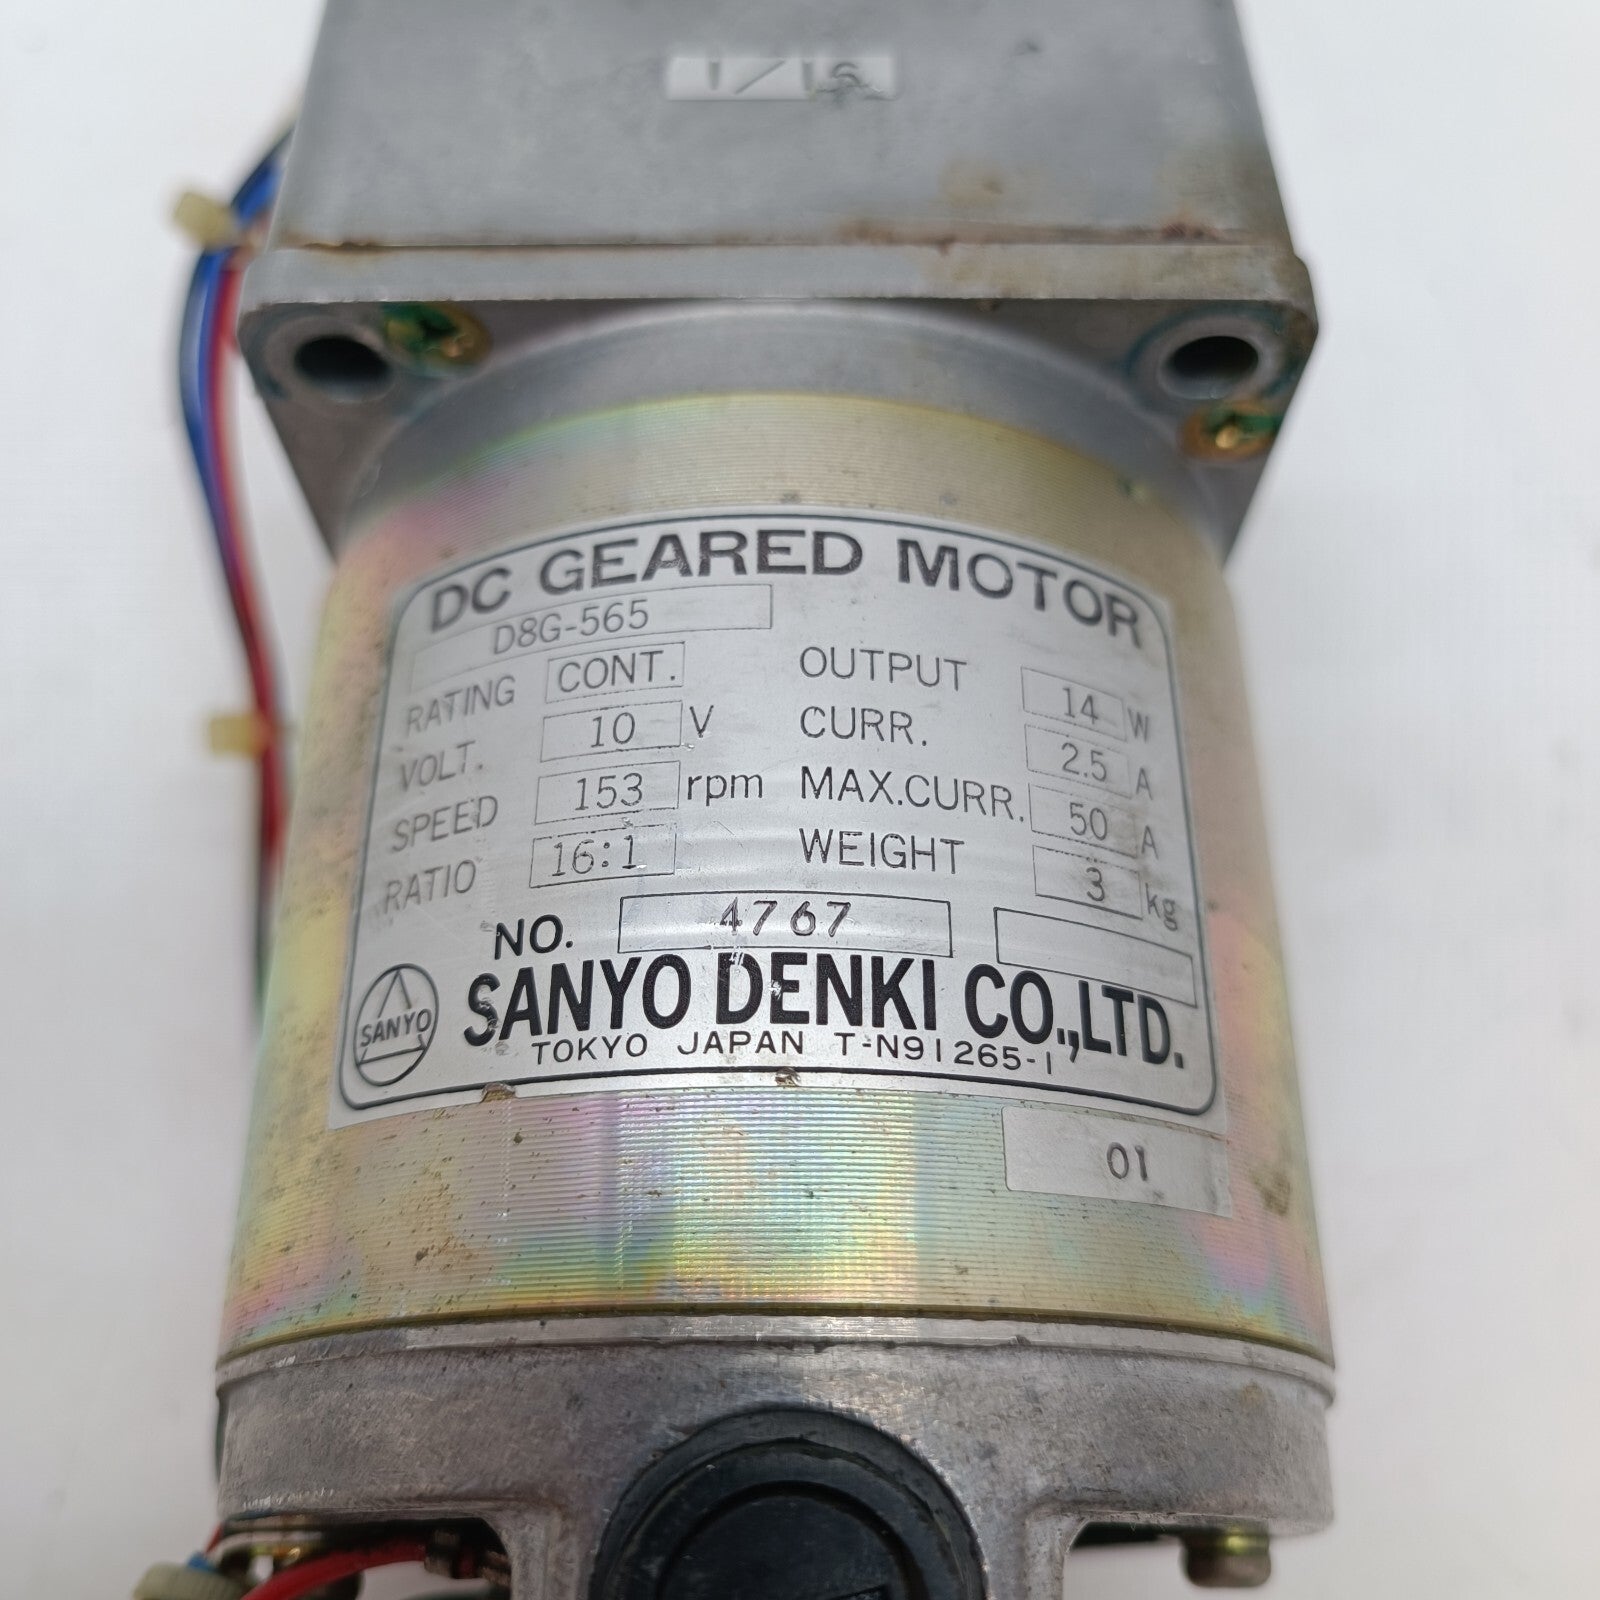 1/16
DC GEARED MOTOR
D8G-565
RATING CONT. OUTPUT 14 W
VOLT. 10 V CURR. 2.5 A
SPEED 153 rpm MAX.CURR. 50 A
RATIO 16:1 WEIGHT 3 kg
NO. 4767
SANYO SANYO DENKI CO.,LTD.
TOKYO JAPAN T-N91265-1
01